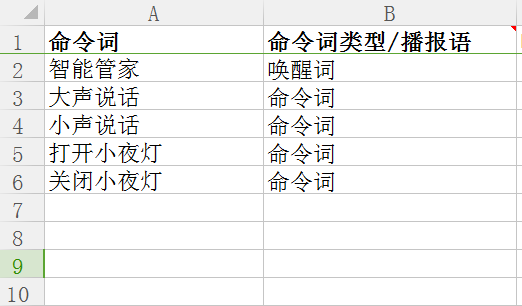 A B
1 命令词 命令词类型/播报语
2 智能管家 唤醒词
3 大声说话 命令词
4 小声说话 命令词
5 打开小夜灯 命令词
6 关闭小夜灯 命令词
7
8
9
10